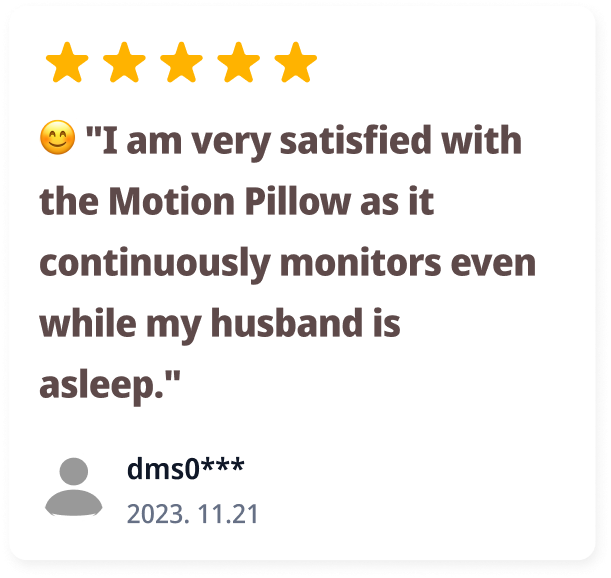 😊 "I am very satisfied with
the Motion Pillow as it
continuously monitors even
while my husband is
asleep."
dms0***
2023. 11.21